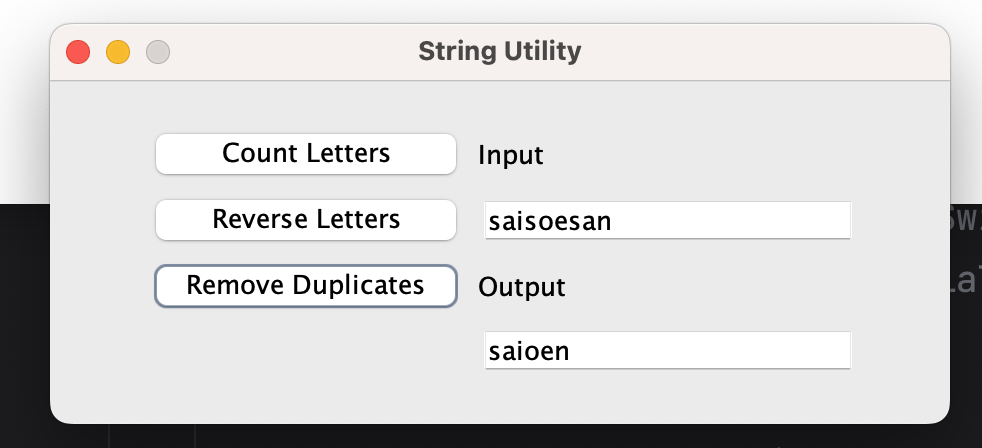 String Utility
Count Letters
Input
Reverse Letters
saisoesan
Remove Duplicates
Output
saioen